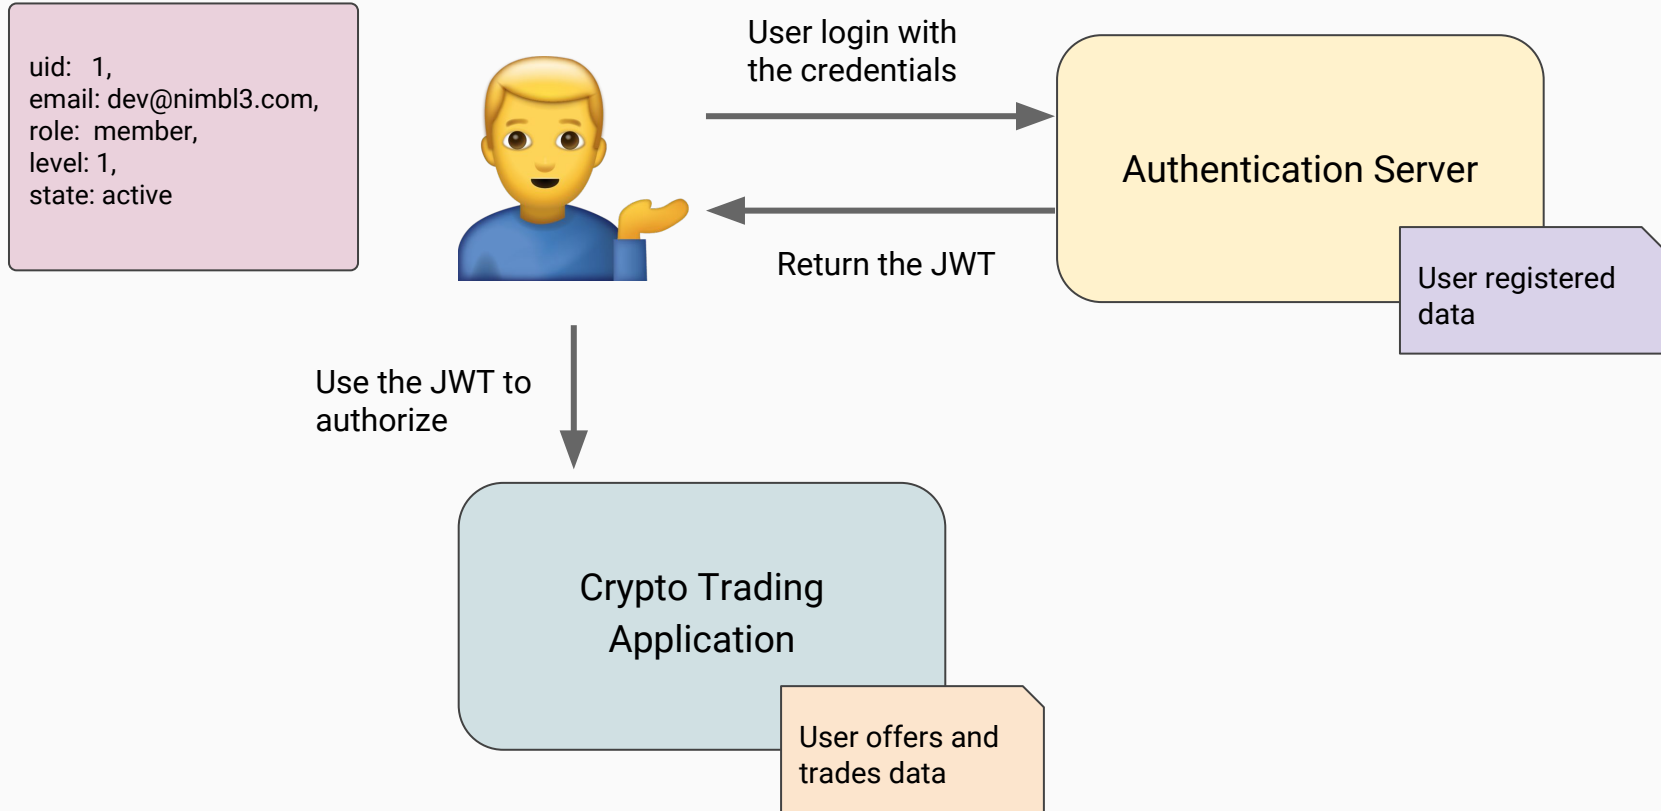 uid: 1,
email: dev@nimbl3.com,
role: member,
level: 1,
state: active
User login with
the credentials
Authentication Server
Return the JWT
User registered
data
Use the JWT to
authorize
Crypto Trading
Application
User offers and
trades data